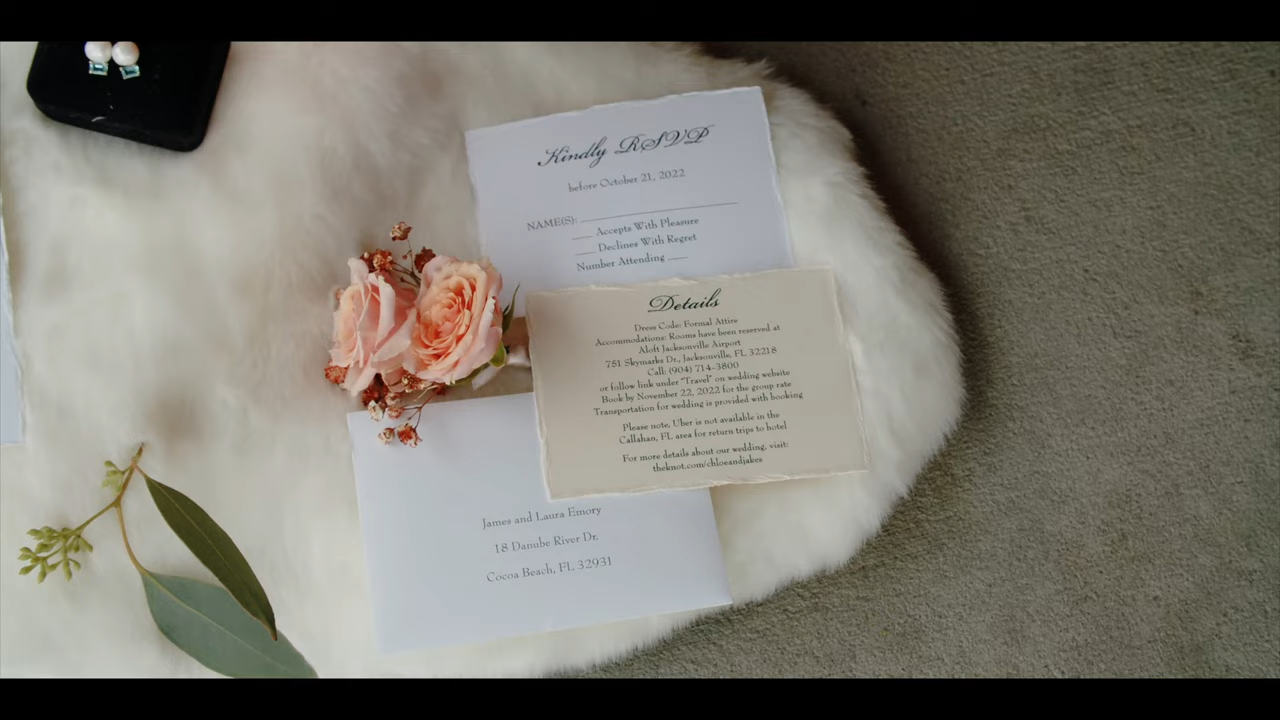 Kindly RSVP
before October 21, 2022
NAME(S): ___
___ Accepts With Pleasure
___ Declines With Regret
Number Attending ___
Details
Dress Code: Formal Attire
Accommodations: Rooms have been reserved at
Aloft Jacksonville Airport
751 Skymarks Dr., Jacksonville, FL 32218
Call: (904) 714-3800
or follow link under "Travel" on wedding website
Book by November 22, 2022 for the group rate
Transportation for wedding is provided with booking
Please note, Uber is not available in the
Callahan, FL area for return trips to hotel
For more details about our wedding, visit:
theknot.com/chloeandjakes
James and Laura Emory
18 Danube River Dr.
Cocoa Beach, FL 32931